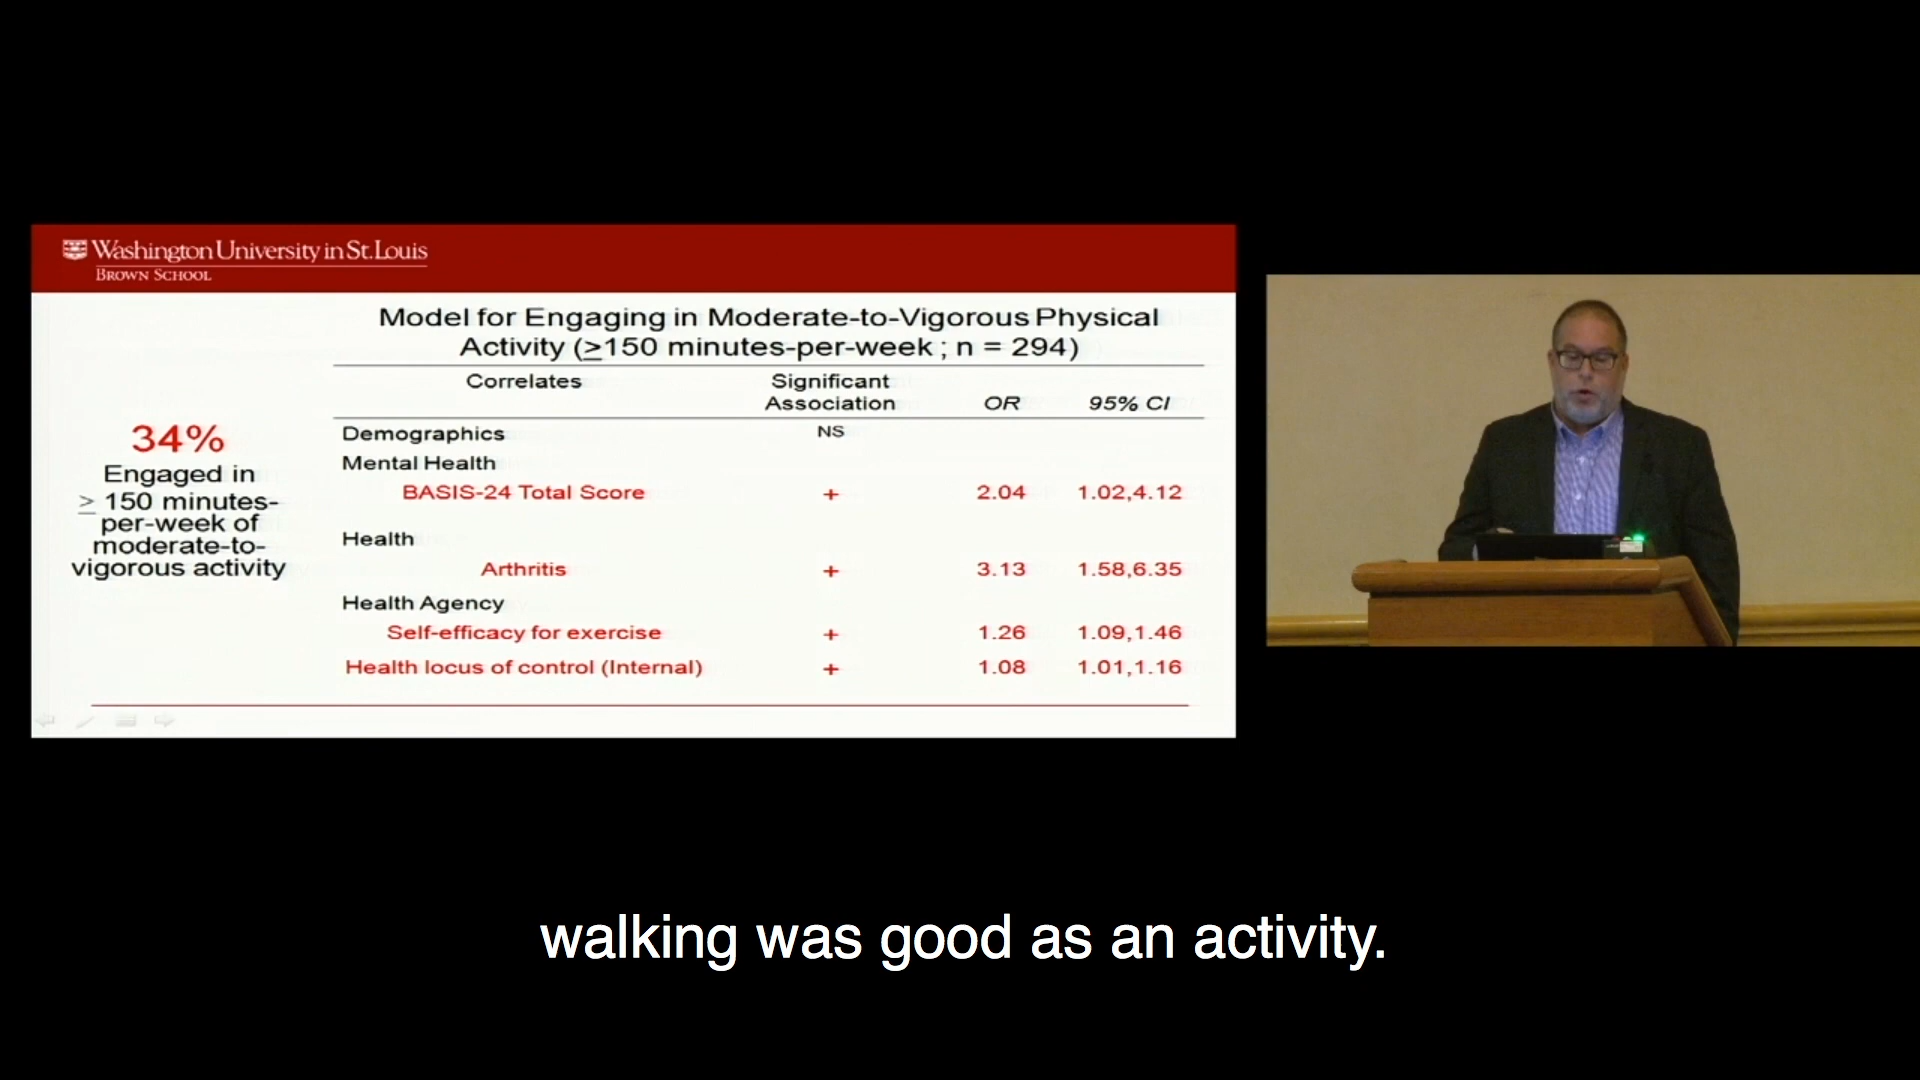 Washington University in St. Louis
BROWN SCHOOL
Model for Engaging in Moderate-to-Vigorous Physical
Activity (≥150 minutes-per-week ; n = 294)
34%
Engaged in
≥ 150 minutes-
per-week of
moderate-to-
vigorous activity
Correlates Significant Association OR 95% CI
Demographics NS
Mental Health
BASIS-24 Total Score + 2.04 1.02,4.12
Health
Arthritis + 3.13 1.58,6.35
Health Agency
Self-efficacy for exercise + 1.26 1.09,1.46
Health locus of control (Internal) + 1.08 1.01,1.16
walking was good as an activity.